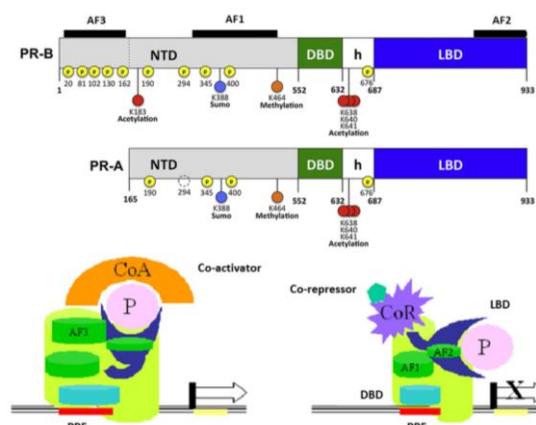 AF3 AF1 AF2
PR-B NTD DBD h LBD
P P P P P P P P P P
20 81 102 130 162 190 294 345 400 676
1 K183 K388 K464 552 632 K638 687 933
Acetylation Sumo Methylation K640
K641
Acetylation
PR-A NTD DBD h LBD
P P P P
190 294 345 400 676
165 K388 K464 552 632 K638 687 933
Sumo Methylation K640
K641
Acetylation
CoA Co-activator
P
AF3
Co-repressor
CoR
LBD
P
AF2
AF1
DBD
X